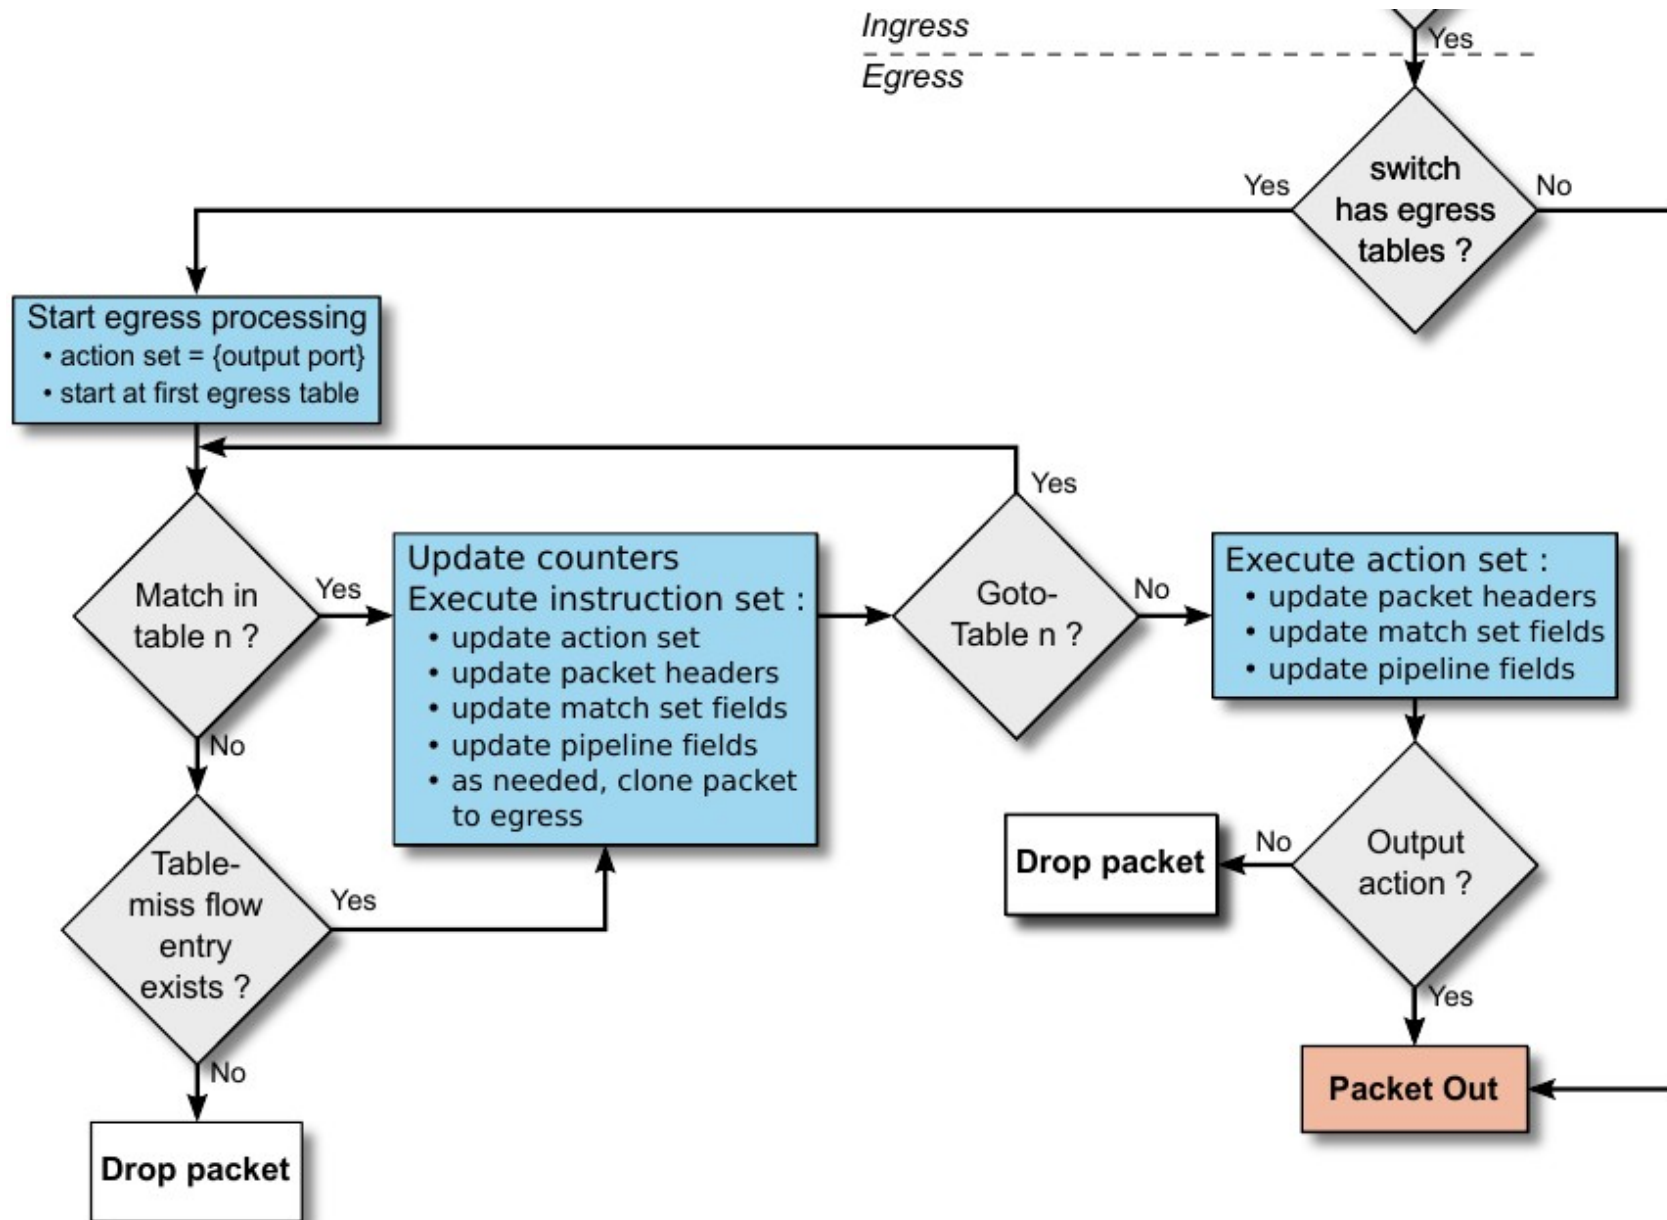 Ingress
Yes
Egress
switch
has egress
tables ?
Yes
No
Start egress processing
• action set = {output port}
• start at first egress table
Yes
Match in
table n ?
Yes
Update counters
Execute instruction set :
• update action set
• update packet headers
• update match set fields
• update pipeline fields
• as needed, clone packet
to egress
Goto-
Table n ?
No
Execute action set :
• update packet headers
• update match set fields
• update pipeline fields
No
Table-
miss flow
entry
exists ?
Yes
Drop packet
No
Output
action ?
Yes
No
Packet Out
Drop packet